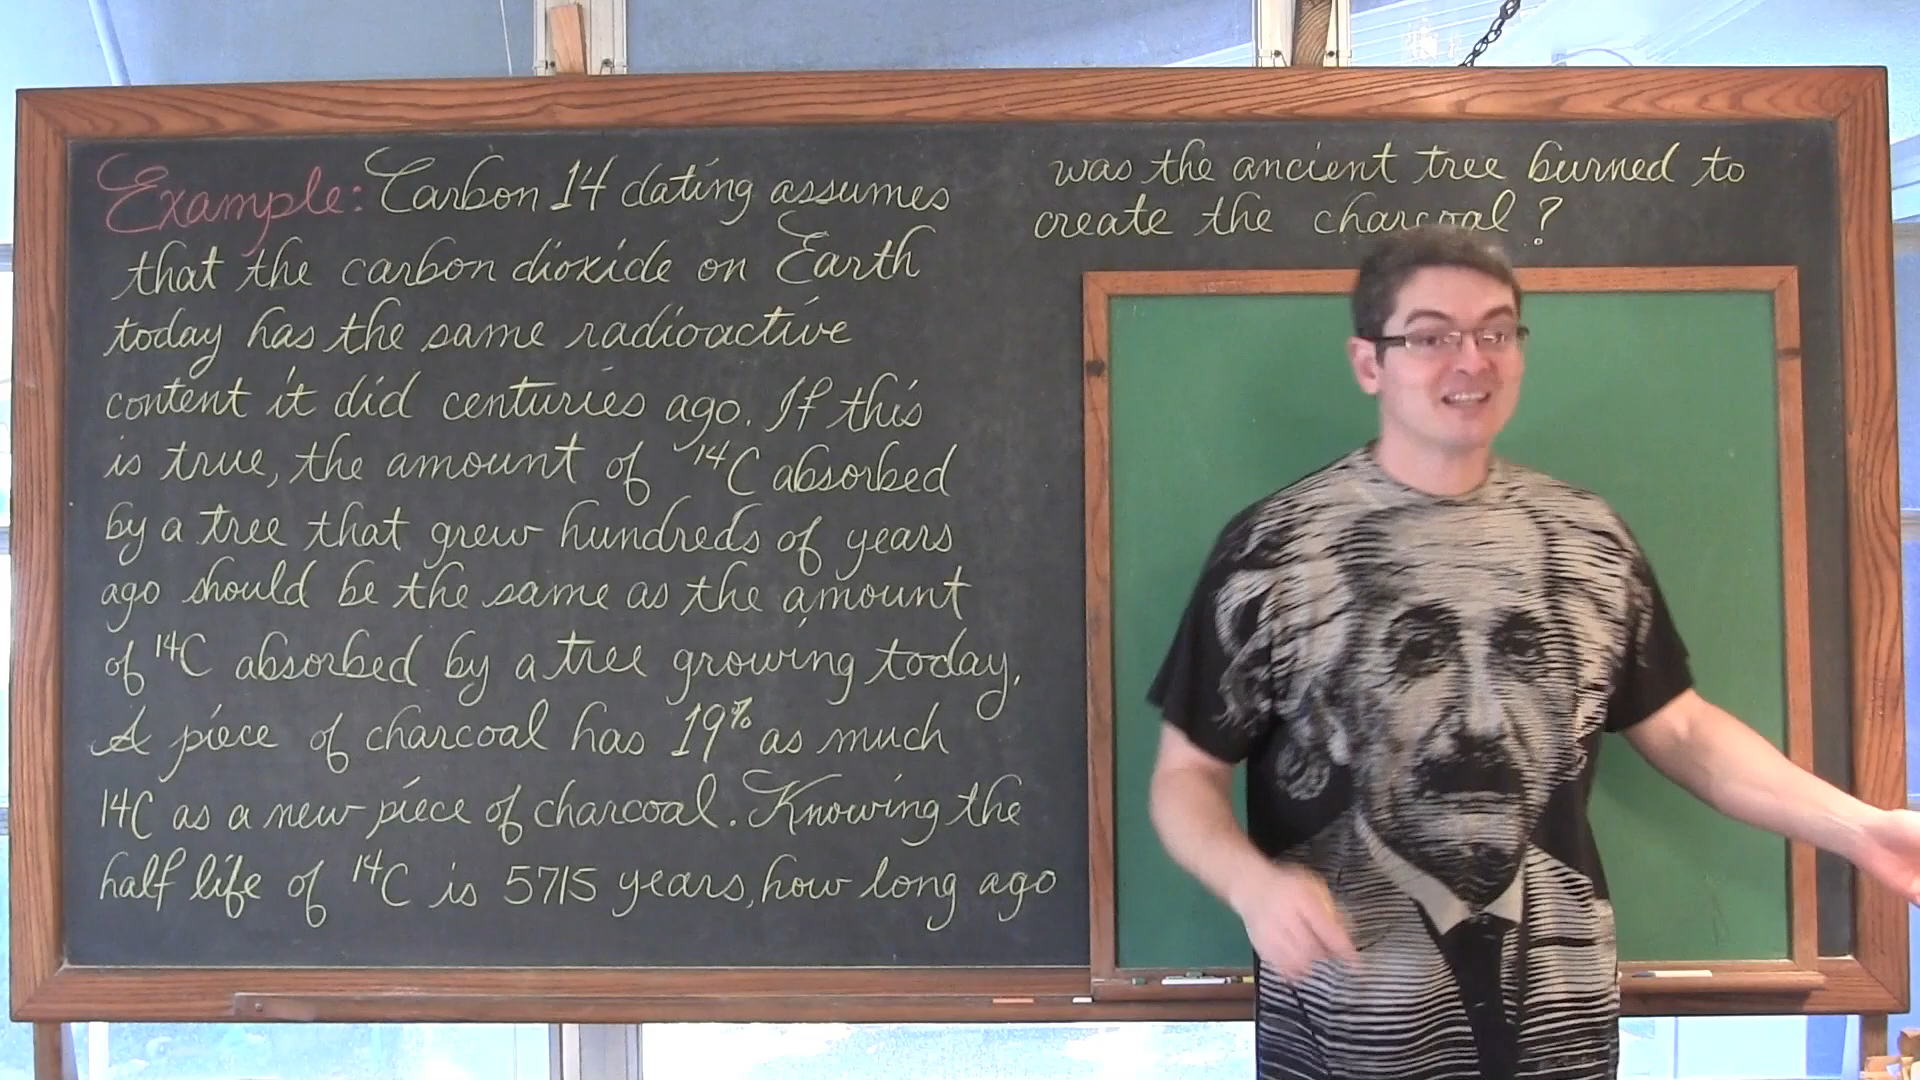 Example: Carbon 14 dating assumes
that the carbon dioxide on Earth
today has the same radioactive
content it did centuries ago. If this
is true, the amount of ¹⁴C absorbed
by a tree that grew hundreds of years
ago should be the same as the amount
of ¹⁴C absorbed by a tree growing today.
A piece of charcoal has 19% as much
14C as a new piece of charcoal. Knowing the
half life of ¹⁴C is 5715 years, how long ago
was the ancient tree burned to
create the charcoal?